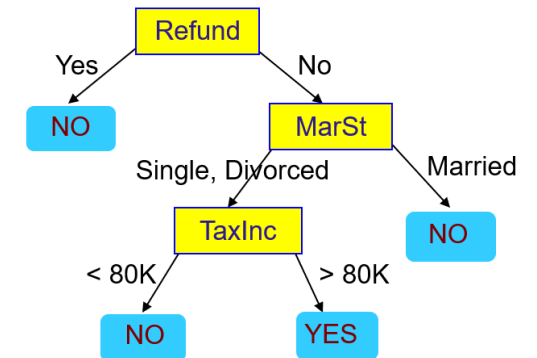 Refund
Yes
No
NO
MarSt
Single, Divorced
Married
TaxInc
NO
< 80K
> 80K
NO
YES